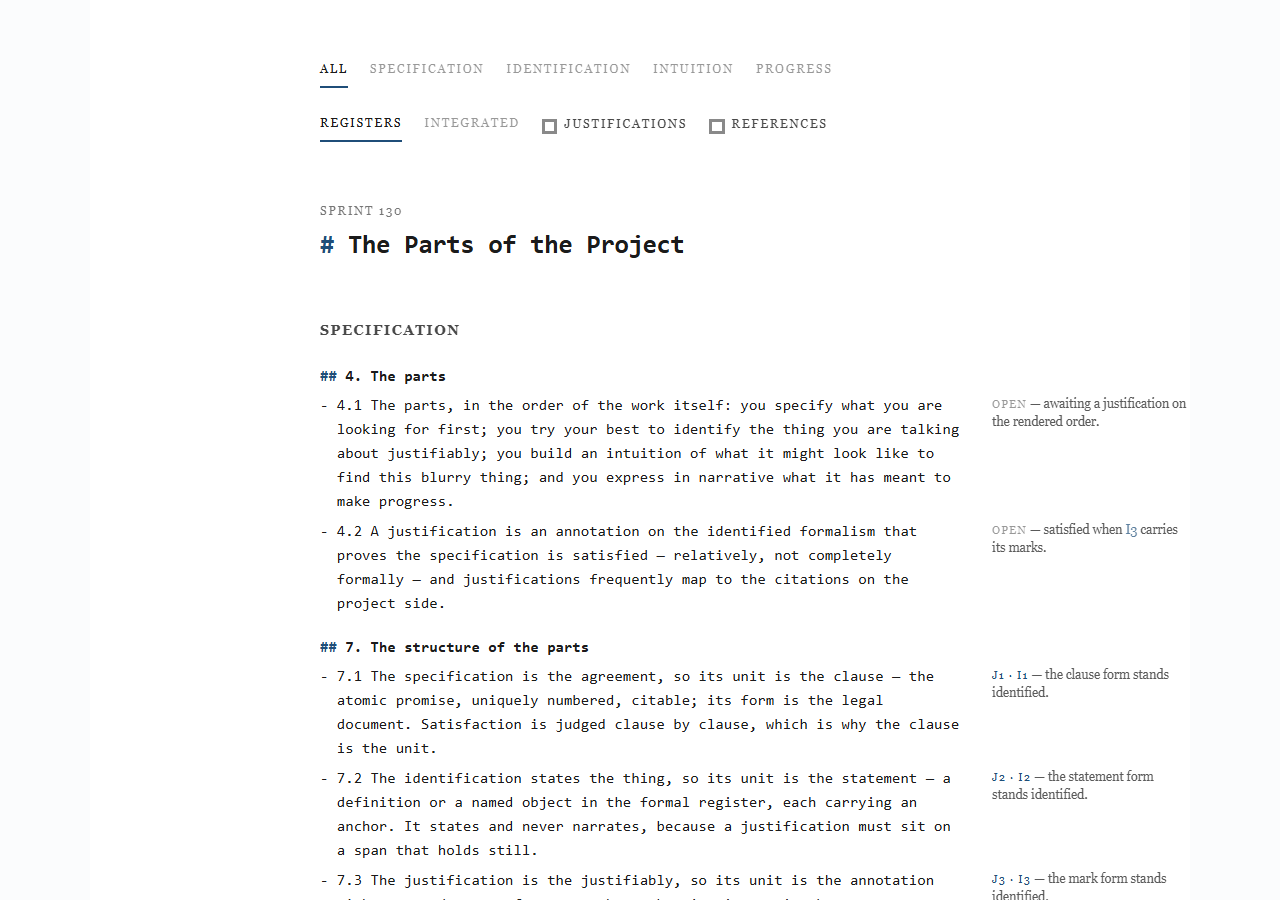 ALL SPECIFICATION IDENTIFICATION INTUITION PROGRESS
REGISTERS INTEGRATED JUSTIFICATIONS REFERENCES
SPRINT 130
# The Parts of the Project
SPECIFICATION
## 4. The parts
- 4.1 The parts, in the order of the work itself: you specify what you are
looking for first; you try your best to identify the thing you are talking
about justifiably; you build an intuition of what it might look like to
find this blurry thing; and you express in narrative what it has meant to
make progress.
OPEN — awaiting a justification on
the rendered order.
- 4.2 A justification is an annotation on the identified formalism that
proves the specification is satisfied — relatively, not completely
formally — and justifications frequently map to the citations on the
project side.
OPEN — satisfied when I3 carries
its marks.
## 7. The structure of the parts
- 7.1 The specification is the agreement, so its unit is the clause — the
atomic promise, uniquely numbered, citable; its form is the legal
document. Satisfaction is judged clause by clause, which is why the clause
is the unit.
J1 · I1 — the clause form stands
identified.
- 7.2 The identification states the thing, so its unit is the statement — a
definition or a named object in the formal register, each carrying an
anchor. It states and never narrates, because a justification must sit on
a span that holds still.
J2 · I2 — the statement form
stands identified.
- 7.3 The justification is the justifiably, so its unit is the annotation
J3 · I3 — the mark form stands
identified.